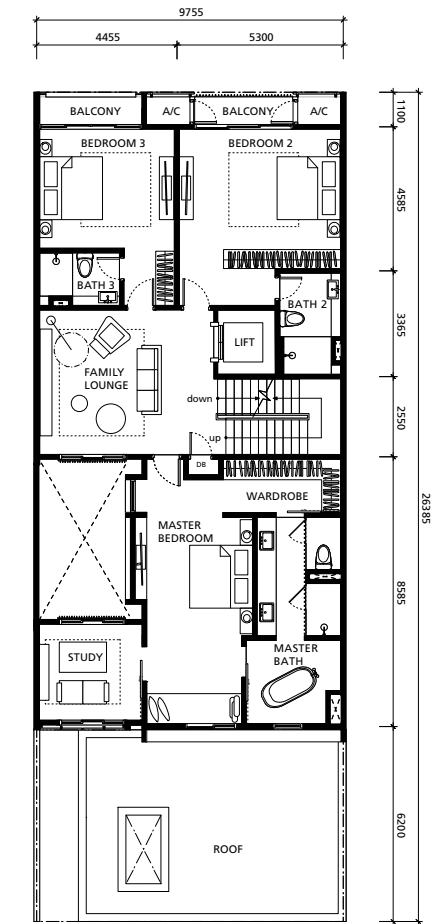 9755
4455
5300
BALCONY
A/C
BALCONY
A/C
1100
BEDROOM 3
BEDROOM 2
4585
BATH 3
BATH 2
3365
LIFT
FAMILY
LOUNGE
down
2550
up
DB
WARDROBE
26385
MASTER
BEDROOM
8585
STUDY
MASTER
BATH
6200
ROOF